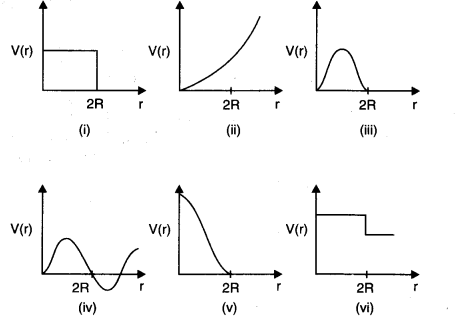 V(r) V(r) V(r)
2R r 2R r 2R r
(i) (ii) (iii)
V(r) V(r) V(r)
2R r 2R r 2R r
(iv) (v) (vi)